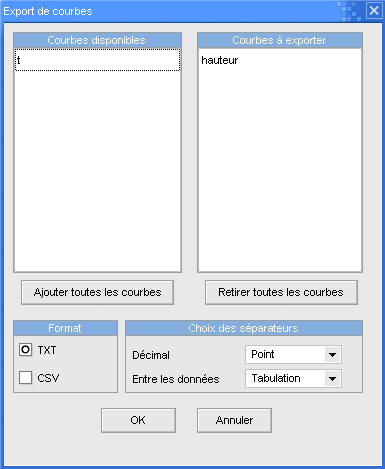 Export de courbes
Courbes disponibles
Courbes à exporter
t
hauteur
Ajouter toutes les courbes
Retirer toutes les courbes
Format
Choix des séparateurs
TXT
Décimal
Point
CSV
Entre les données
Tabulation
OK
Annuler